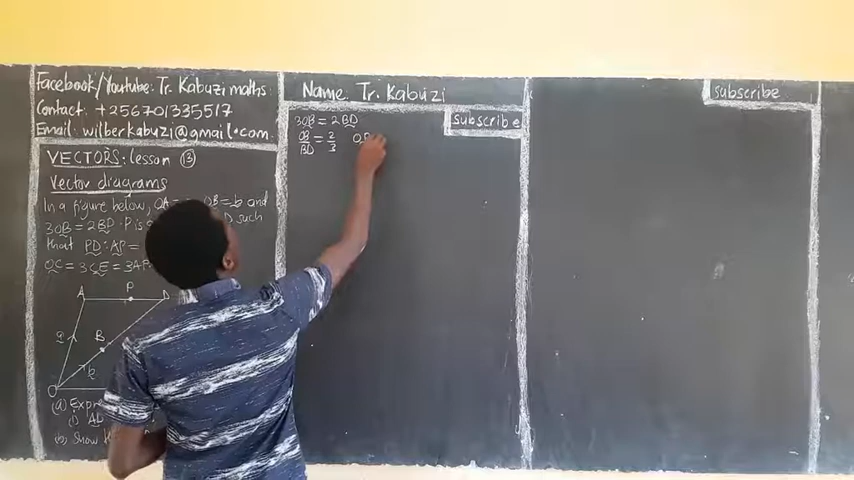 Facebook/Youtube: Tr. Kabuzi maths
Contact: +256701335517
Email: wilberkabuzi@gmail.com
VECTORS: lesson 13
Vector diagrams
In a figure below, OA = OB = b and
3OB = 2BD. P is
D such
that PD : AP =
OC = 3CE = 3AP
A P D
a B
b
O
(a) Expre
(i) AD
(b) Show
Name Tr. Kabuzi
3OB = 2BD
OB/BD = 2/3
subscribe
subscribe